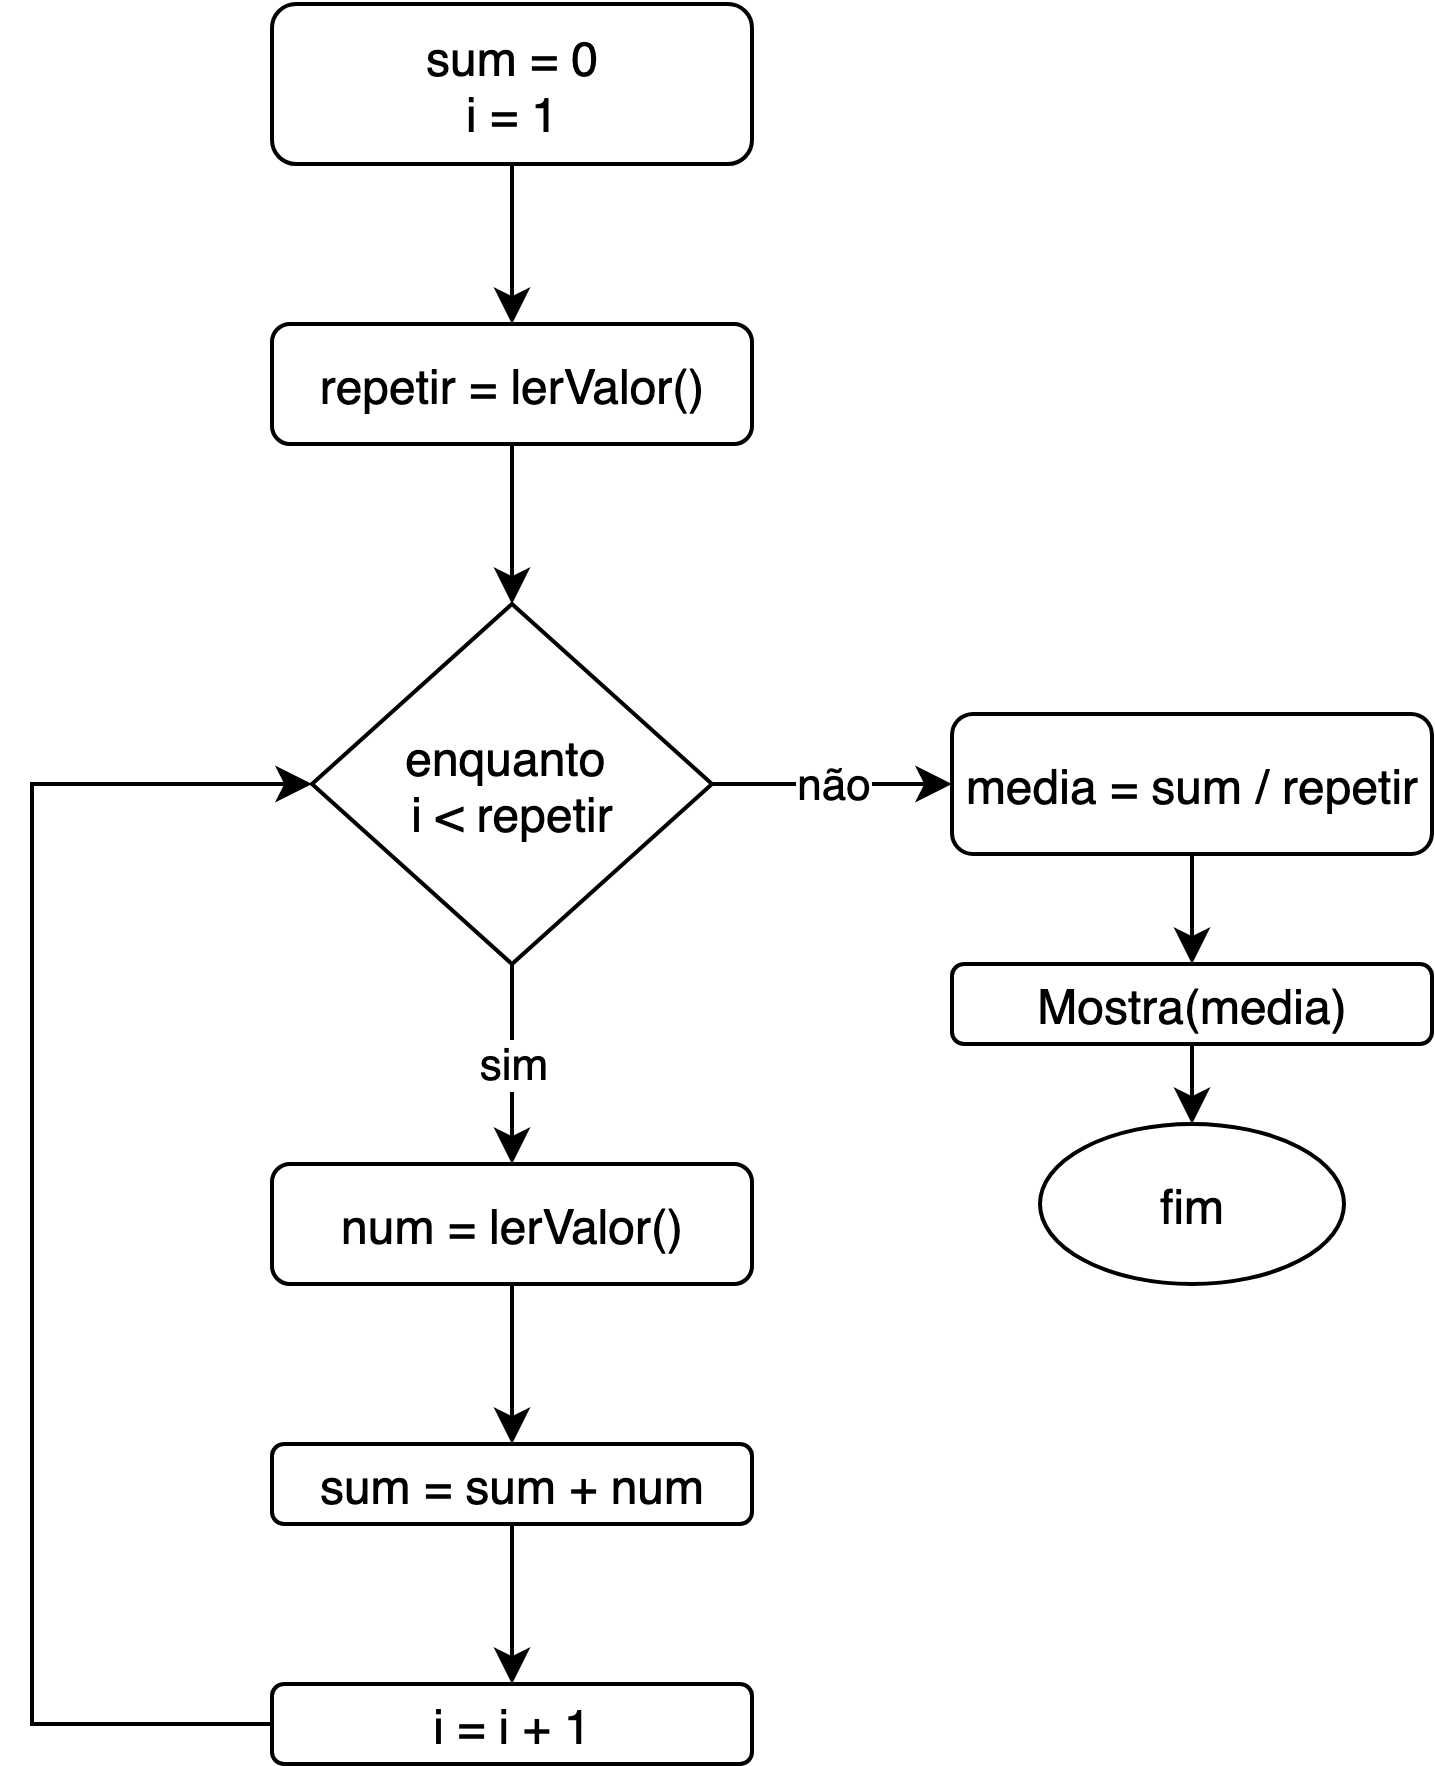 sum = 0
i = 1
repetir = lerValor()
enquanto
i < repetir
não
media = sum / repetir
Mostra(media)
fim
sim
num = lerValor()
sum = sum + num
i = i + 1